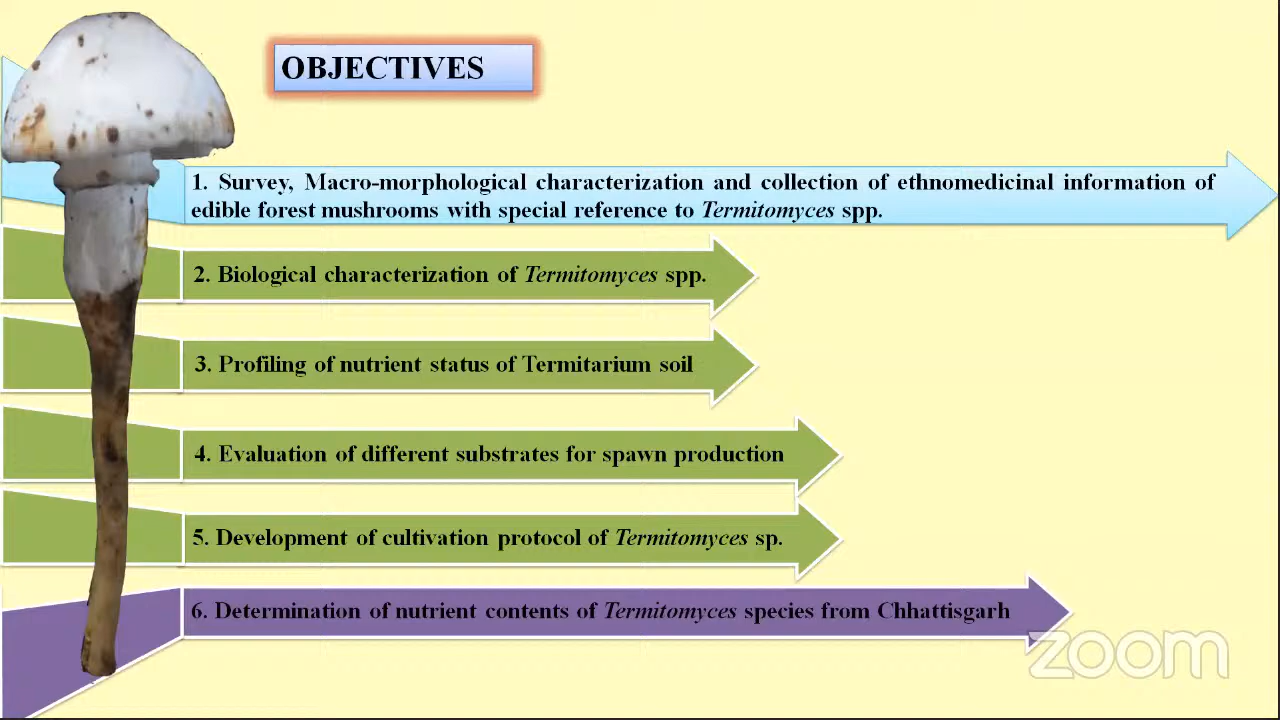 OBJECTIVES
1. Survey, Macro-morphological characterization and collection of ethnomedicinal information of
edible forest mushrooms with special reference to Termitomyces spp.
2. Biological characterization of Termitomyces spp.
3. Profiling of nutrient status of Termitarium soil
4. Evaluation of different substrates for spawn production
5. Development of cultivation protocol of Termitomyces sp.
6. Determination of nutrient contents of Termitomyces species from Chhattisgarh
zoom